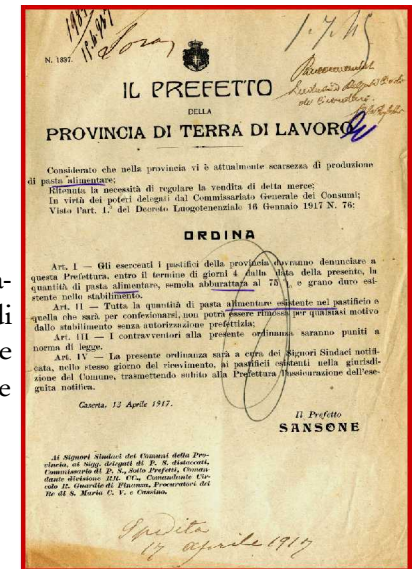 Sora
N. 1837.
IL PREFETTO
DELLA
PROVINCIA DI TERRA DI LAVORO
Considerato che nella provincia vi è attualmente scarsezza di produzione
di pasta alimentare;
Ritenuta la necessità di regolare la vendita di detta merce;
In virtù dei poteri delegati dal Commissariato Generale dei Consumi;
Visto l'art. 1.° del Decreto Luogotenenziale 16 Gennaio 1917 N. 76:
ORDINA
Art. I — Gli esercenti i pastifici della provincia dovranno denunciare a
questa Prefettura, entro il termine di giorni 4 dalla data della presente, la
quantità di pasta alimentare, semola abburattata al 75 e grano duro esi-
stente nello stabilimento.
Art. II — Tutta la quantità di pasta alimentare esistente nel pastificio e
quella che sarà per confezionarsi, non potrà essere rimossa per qualsiasi motivo
dallo stabilimento senza autorizzazione prefettizia;
Art. III — I contravventori alla presente ordinanza saranno puniti a
norma di legge.
Art. IV — La presente ordinanza sarà a cura dei Signori Sindaci notifi-
cata, nello stesso giorno del ricevimento, ai pastifici esistenti nella giurisdi-
zione del Comune, trasmettendo subito alla Prefettura l'assicurazione dell'ese-
guita notifica.
Caserta, 13 Aprile 1917.
Il Prefetto
SANSONE
Ai Signori Sindaci dei Comuni della Pro-
vincia, ai Sigg. delegati di P. S. distaccati,
Commissario di P. S., Sotto Prefetti, Coman-
dante divisione RR. CC., Comandante Cir-
colo R. Guardie di Finanza, Procuratori del
Re di S. Maria C. V. e Cassino.
Spedita
17 aprile 1917
a-
di
e
e